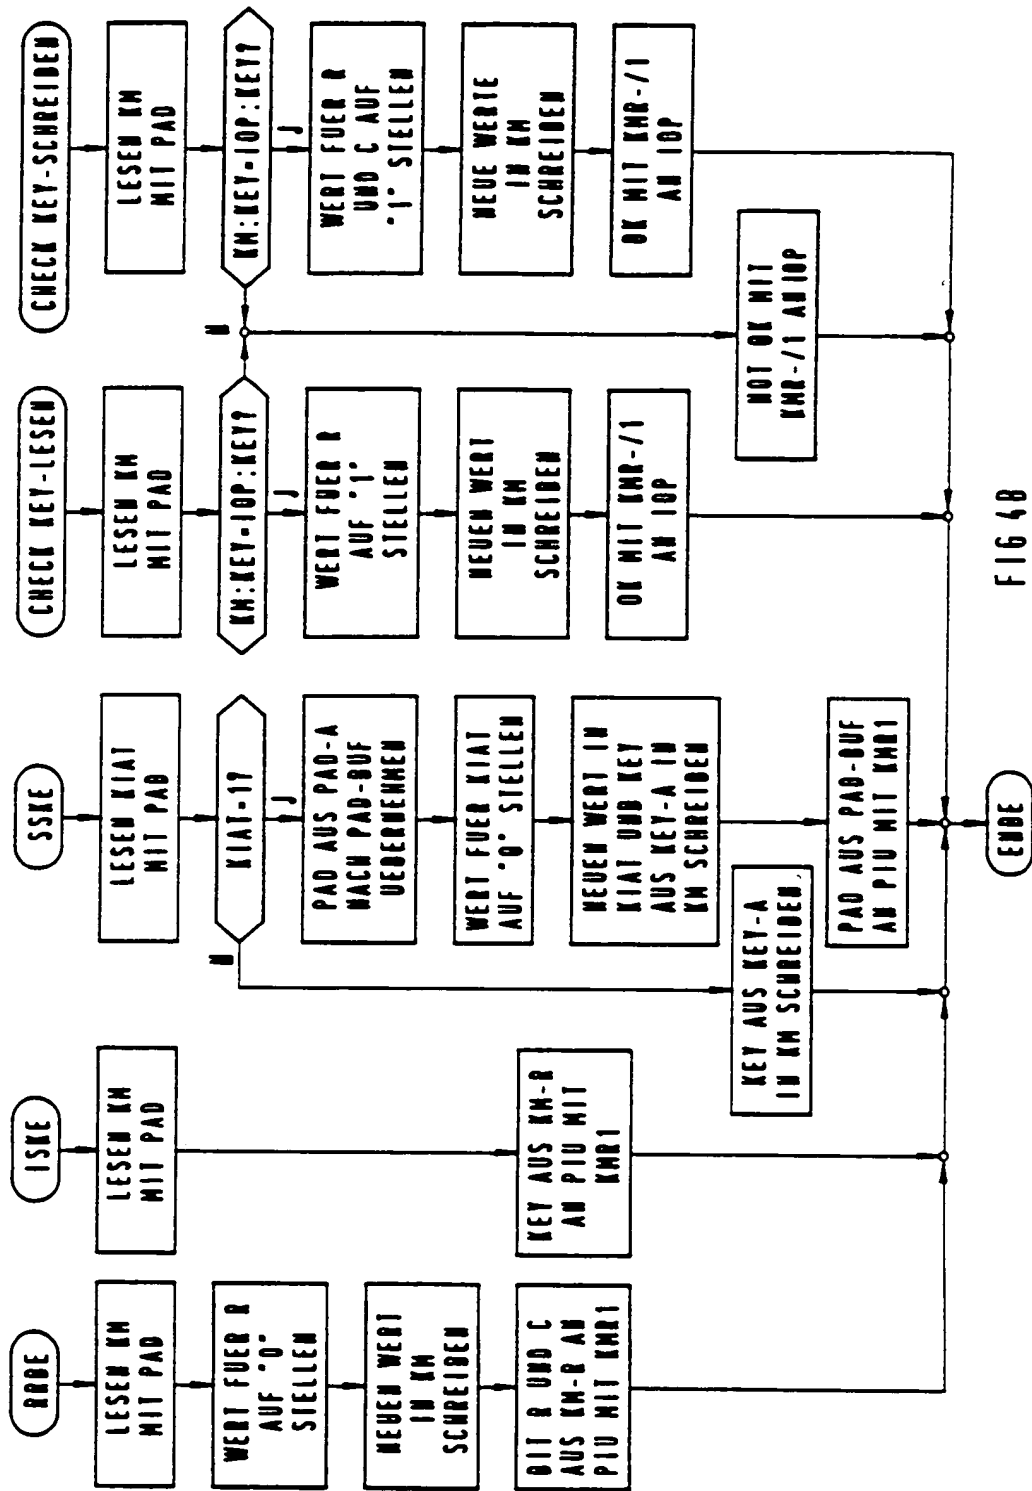 RRBE
LESEN KM
MIT PAD
WERT FUER R
AUF "0"
STELLEN
NEUEN WERT
IN KM
SCHREIBEN
BIT R UND C
AUS KM-R AN
PIU MIT KMR1
ISKE
LESEN KM
MIT PAD
KEY AUS KM-R
AN PIU MIT
KMR1
SSKE
LESEN KIAT
MIT PAD
KIAT=1?
N
J
PAD AUS PAD-A
NACH PAD-BUF
UEBERNEHMEN
WERT FUER KIAT
AUF "0" STELLEN
NEUEN WERT IN
KIAT UND KEY
AUS KEY-A IN
KM SCHREIBEN
KEY AUS KEY-A
IN KM SCHREIBEN
PAD AUS PAD-BUF
AN PIU MIT KMR1
CHECK KEY-LESEN
LESEN KM
MIT PAD
KM:KEY=IOP:KEY?
J
WERT FUER R
AUF "1"
STELLEN
NEUEN WERT
IN KM
SCHREIBEN
OK MIT KMR-/1
AN IOP
N
NOT OK MIT
KMR-/1 AN IOP
CHECK KEY-SCHREIBEN
LESEN KM
MIT PAD
KM:KEY=IOP:KEY?
J
WERT FUER R
UND C AUF
"1" STELLEN
NEUE WERTE
IN KM
SCHREIBEN
OK MIT KMR-/1
AN IOP
ENDE
FIG 4B